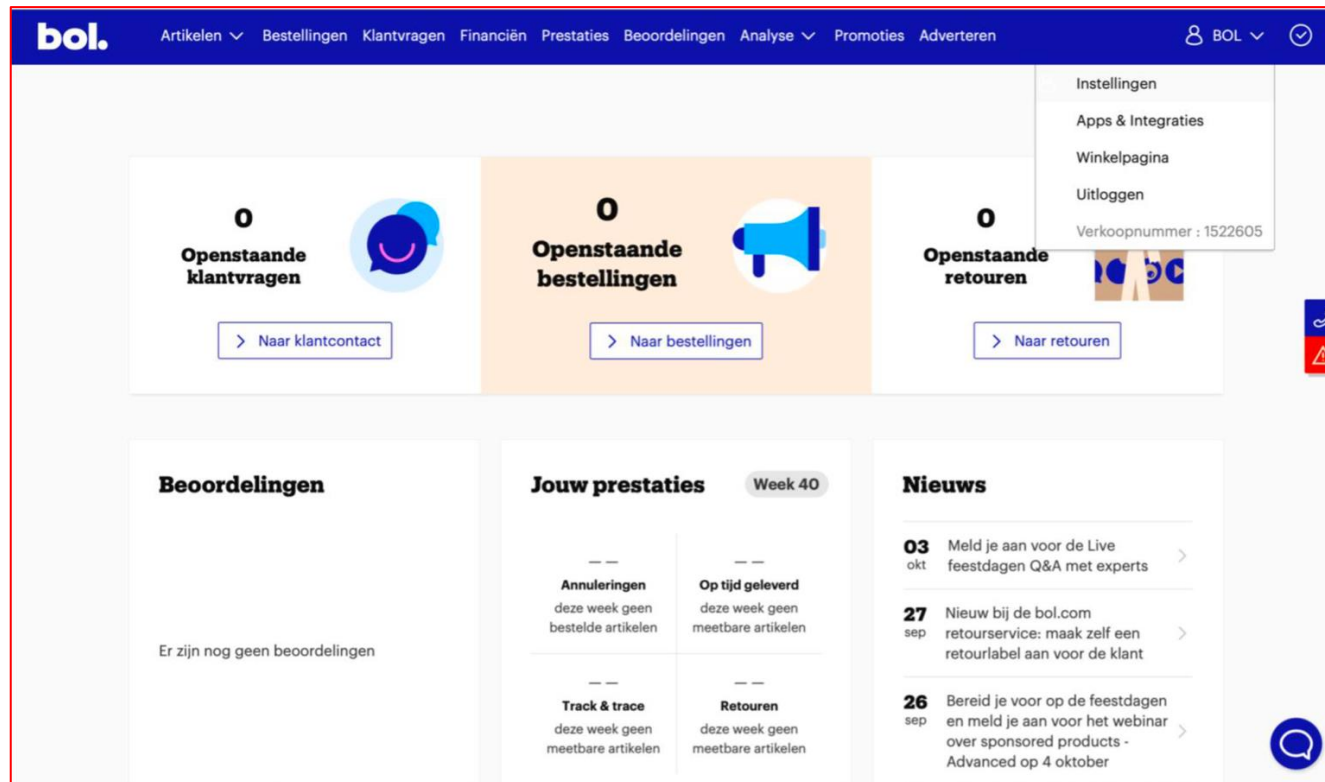 bol.
Artikelen Bestellingen Klantvragen Financiën Prestaties Beoordelingen Analyse Promoties Adverteren
BOL
Instellingen
Apps & Integraties
Winkelpagina
Uitloggen
Verkoopnummer : 1522605
0
Openstaande
klantvragen
Naar klantcontact
0
Openstaande
bestellingen
Naar bestellingen
0
Openstaande
retouren
Naar retouren
Beoordelingen
Er zijn nog geen beoordelingen
Jouw prestaties
Week 40
– –
Annuleringen
deze week geen
bestelde artikelen
– –
Op tijd geleverd
deze week geen
meetbare artikelen
– –
Track & trace
deze week geen
meetbare artikelen
– –
Retouren
deze week geen
meetbare artikelen
Nieuws
03
okt
Meld je aan voor de Live
feestdagen Q&A met experts
27
sep
Nieuw bij de bol.com
retourservice: maak zelf een
retourlabel aan voor de klant
26
sep
Bereid je voor op de feestdagen
en meld je aan voor het webinar
over sponsored products -
Advanced op 4 oktober